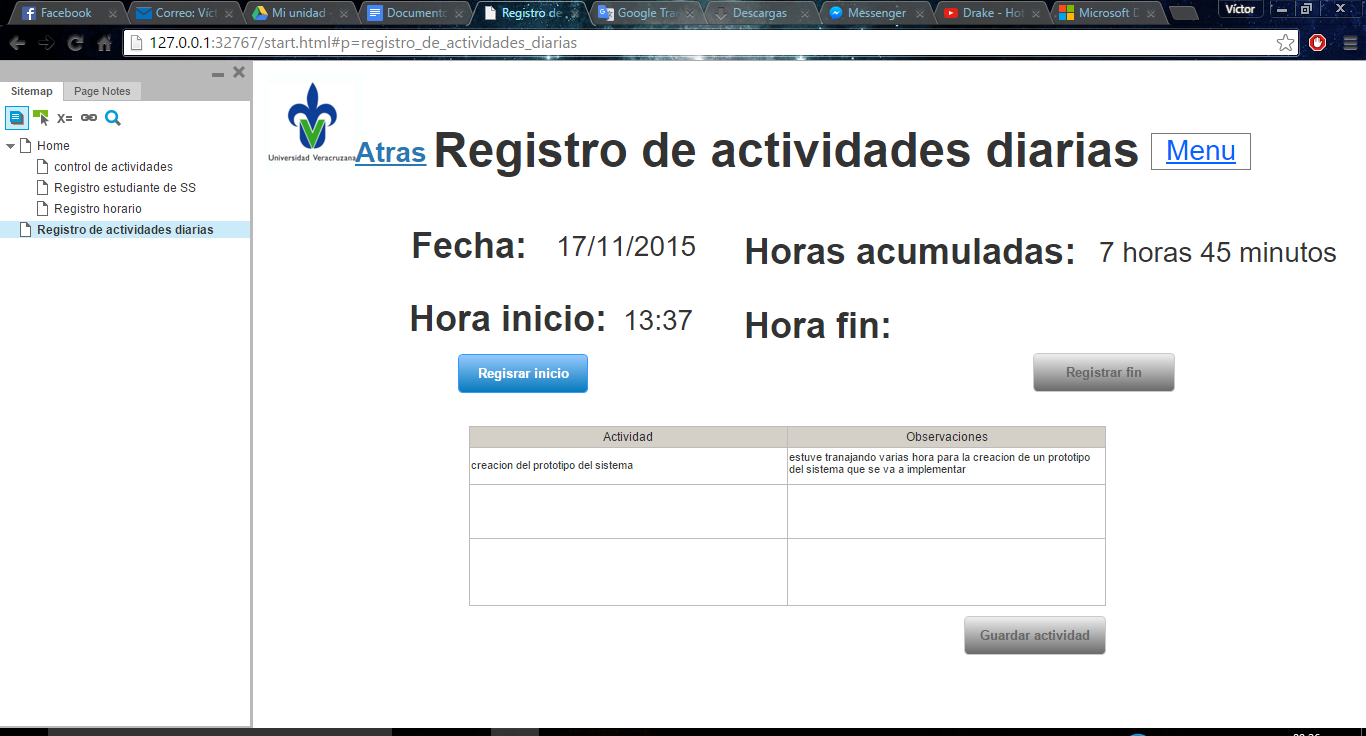 Facebook
Correo: Víct
Mi unidad
Documento
Registro de
Google Tra
Descargas
Messenger
Drake - Hot
Microsoft D
Víctor
127.0.0.1:32767/start.html#p=registro_de_actividades_diarias
Sitemap
Page Notes
X=
Home
control de actividades
Registro estudiante de SS
Registro horario
Registro de actividades diarias
Universidad Veracruzana
Atras
Registro de actividades diarias
Menu
Fecha: 17/11/2015
Horas acumuladas: 7 horas 45 minutos
Hora inicio: 13:37
Hora fin:
Regisrar inicio
Registrar fin
Actividad
Observaciones
creacion del prototipo del sistema
estuve tranajando varias hora para la creacion de un prototipo
del sistema que se va a implementar
Guardar actividad